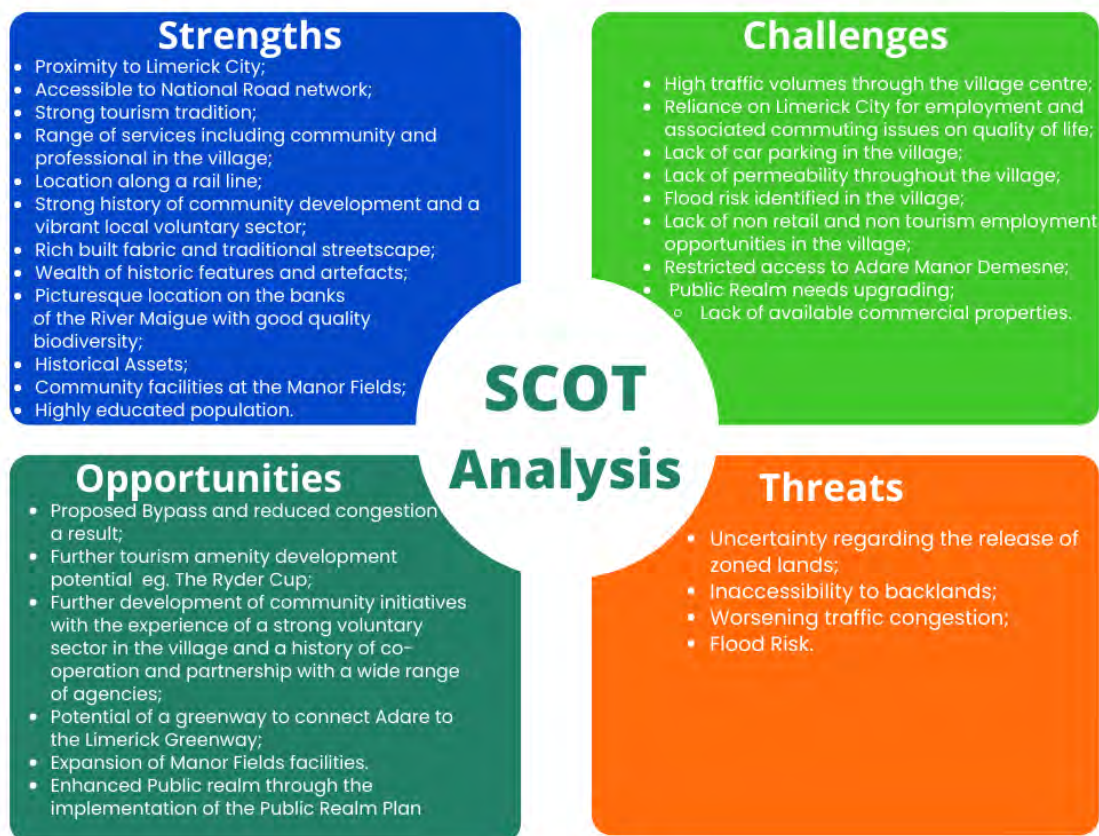 Strengths
• Proximity to Limerick City;
• Accessible to National Road network;
• Strong tourism tradition;
• Range of services including community and
professional in the village;
• Location along a rail line;
• Strong history of community development and a
vibrant local voluntary sector;
• Rich built fabric and traditional streetscape;
• Wealth of historic features and artefacts;
• Picturesque location on the banks
of the River Maigue with good quality
biodiversity;
• Historical Assets;
• Community facilities at the Manor Fields;
• Highly educated population.
Challenges
• High traffic volumes through the village centre;
• Reliance on Limerick City for employment and
associated commuting issues on quality of life;
• Lack of car parking in the village;
• Lack of permeability throughout the village;
• Flood risk identified in the village;
• Lack of non retail and non tourism employment
opportunities in the village;
• Restricted access to Adare Manor Demesne;
• Public Realm needs upgrading;
○ Lack of available commercial properties.
SCOT
Analysis
Opportunities
• Proposed Bypass and reduced congestion
a result;
• Further tourism amenity development
potential eg. The Ryder Cup;
• Further development of community initiatives
with the experience of a strong voluntary
sector in the village and a history of co-
operation and partnership with a wide range
of agencies;
• Potential of a greenway to connect Adare to
the Limerick Greenway;
• Expansion of Manor Fields facilities.
• Enhanced Public realm through the
implementation of the Public Realm Plan
Threats
• Uncertainty regarding the release of
zoned lands;
• Inaccessibility to backlands;
• Worsening traffic congestion;
• Flood Risk.